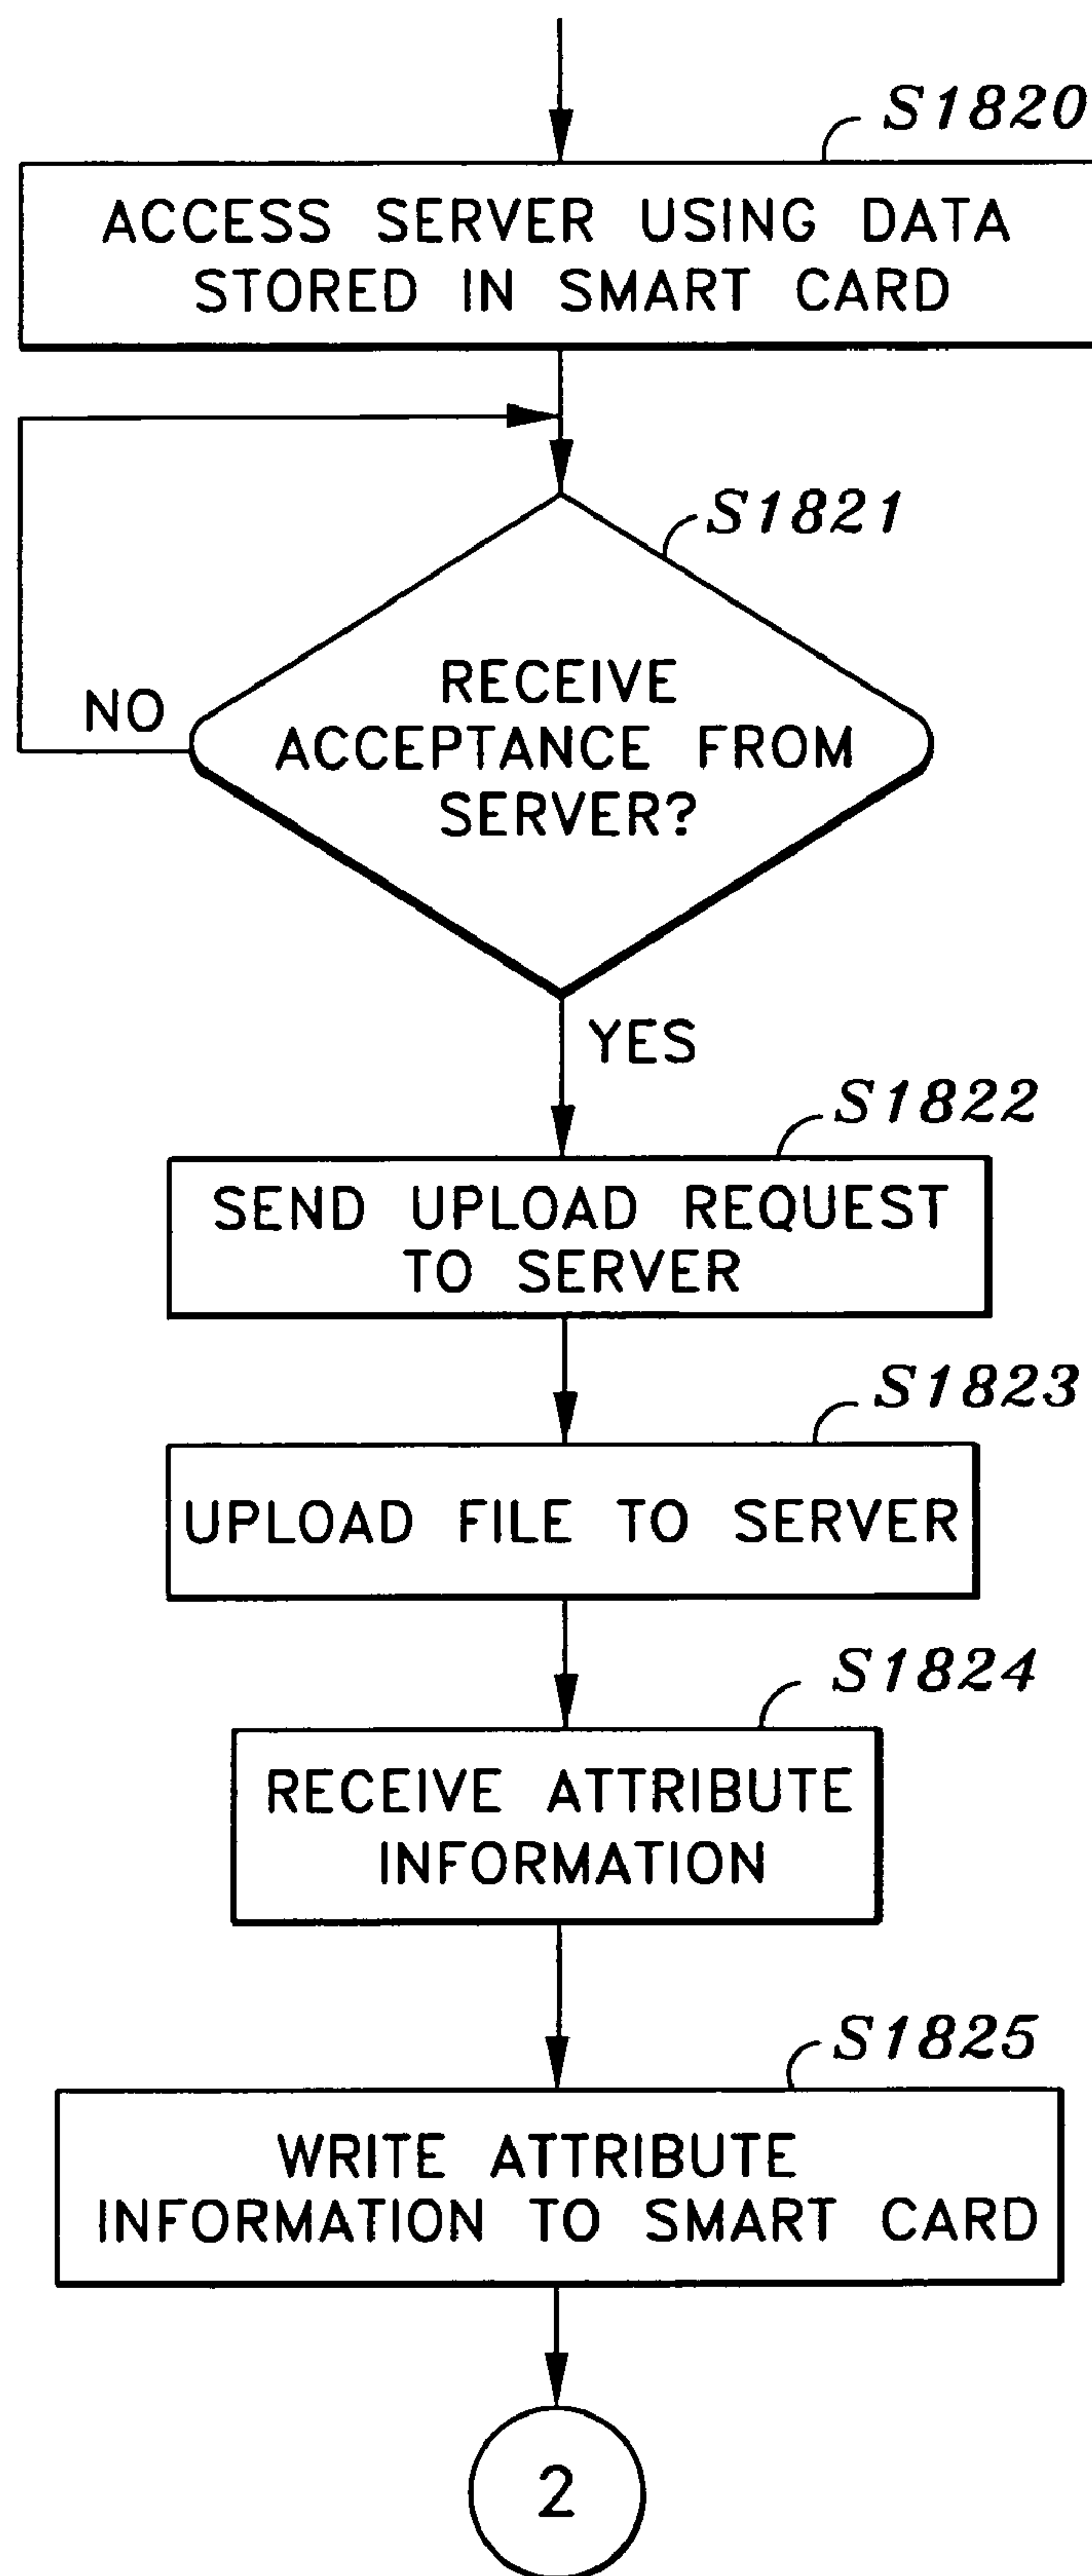 S1820
ACCESS SERVER USING DATA
STORED IN SMART CARD
S1821
RECEIVE
ACCEPTANCE FROM
SERVER?
NO
YES
S1822
SEND UPLOAD REQUEST
TO SERVER
S1823
UPLOAD FILE TO SERVER
S1824
RECEIVE ATTRIBUTE
INFORMATION
S1825
WRITE ATTRIBUTE
INFORMATION TO SMART CARD
2